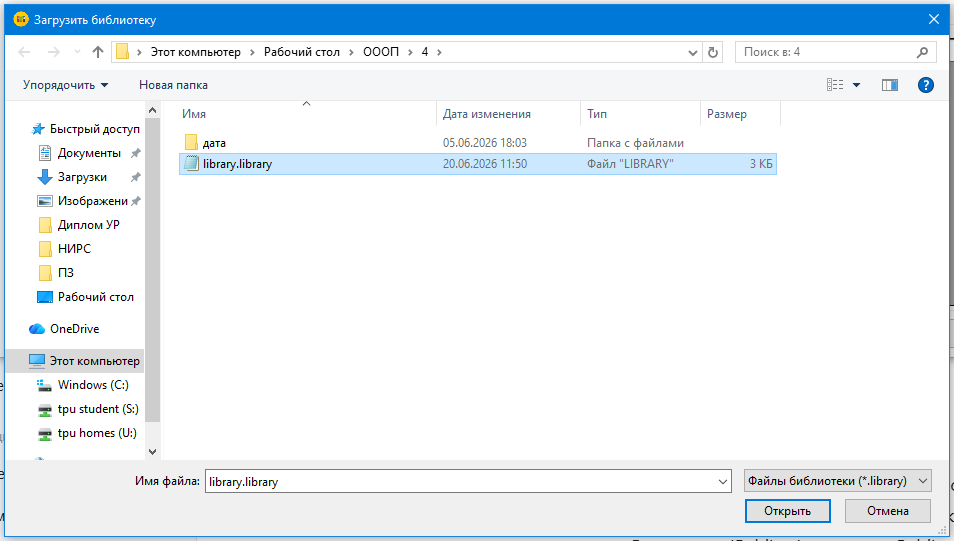 Загрузить библиотеку
Этот компьютер › Рабочий стол › ОООП › 4 ›
Поиск в: 4
Упорядочить Новая папка
Имя Дата изменения Тип Размер
дата 05.06.2026 18:03 Папка с файлами
library.library 20.06.2026 11:50 Файл "LIBRARY" 3 КБ
Быстрый доступ
Документы
Загрузки
Изображени
Диплом УР
НИРС
ПЗ
Рабочий стол
OneDrive
Этот компьютер
Windows (C:)
tpu student (S:)
tpu homes (U:)
Имя файла: library.library Файлы библиотеки (*.library)
Открыть Отмена